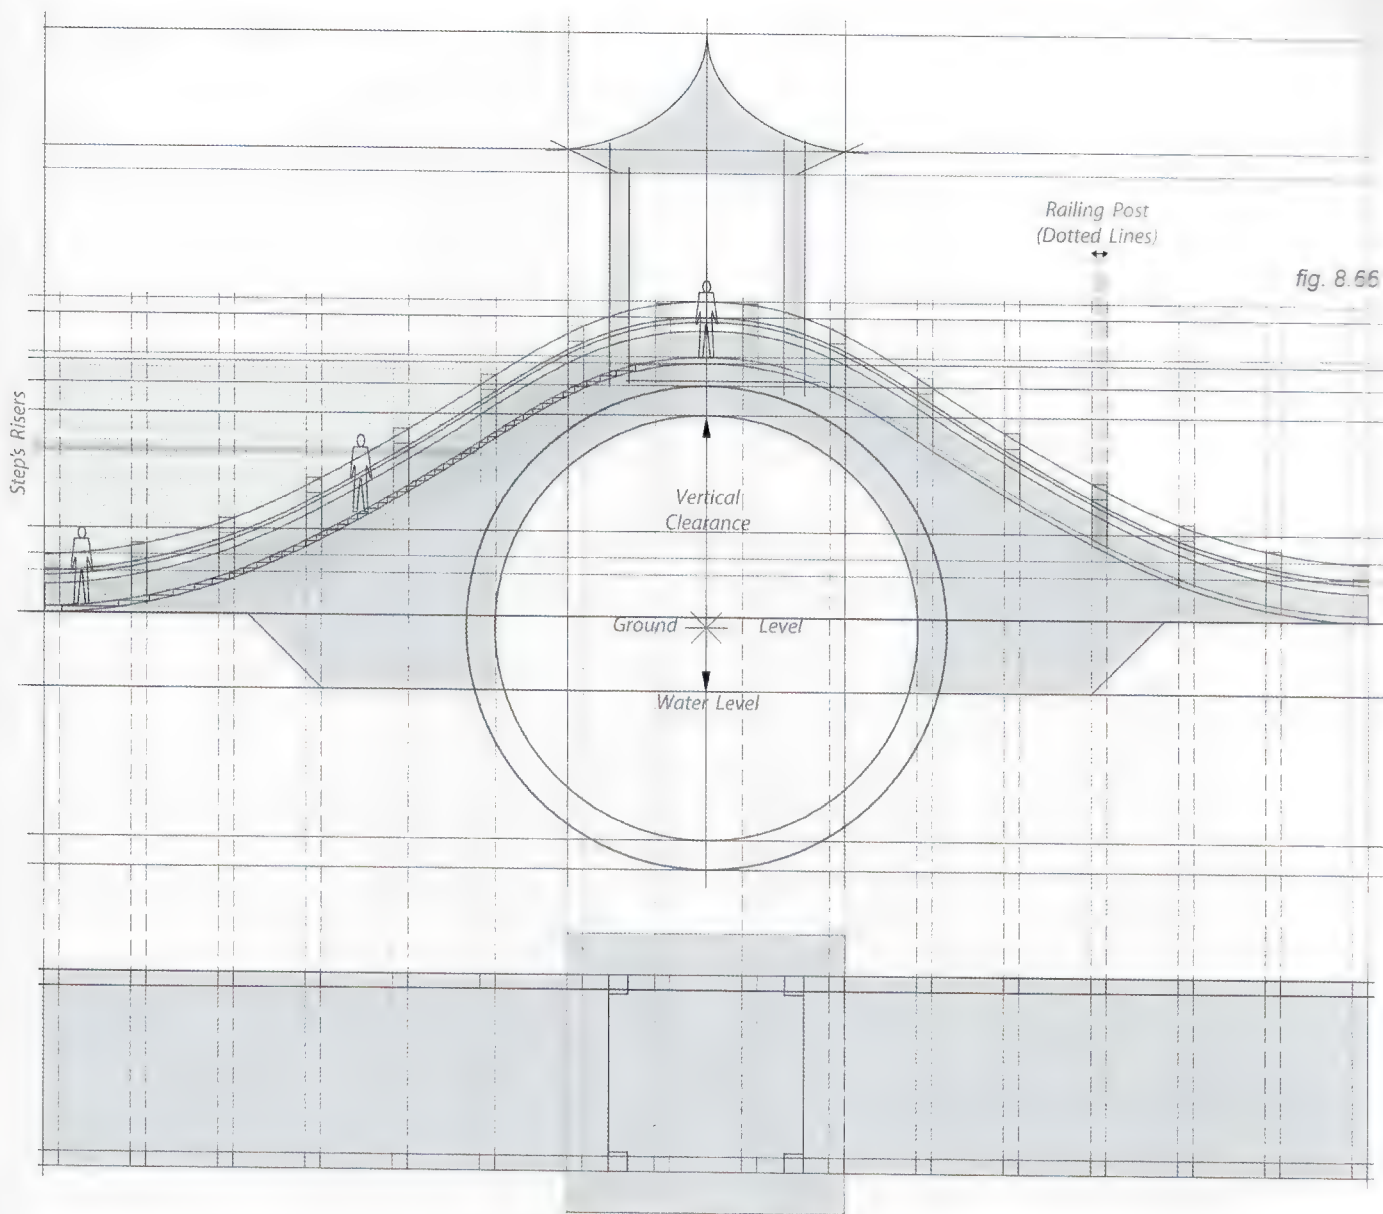 Railing Post
(Dotted Lines)
fig. 8.66
Step's Risers
Vertical
Clearance
Ground Level
Water Level